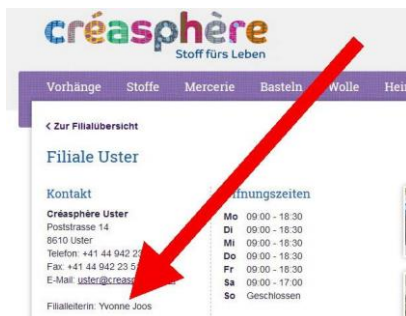 créasphère
Stoff fürs Leben
Vorhänge Stoffe Mercerie Basteln Wolle
< Zur Filialübersicht
Filiale Uster
Kontakt
Créasphère Uster
Poststrasse 14
8610 Uster
Telefon: +41 44 942 23
Fax: +41 44 942 23 5
E-Mail: uster@creasp
Filialleiterin: Yvonne Joos
Mo 09:00 - 18:30
Di 09:00 - 18:30
Mi 09:00 - 18:30
Do 09:00 - 18:30
Fr 09:00 - 18:30
Sa 09:00 - 17:00
So Geschlossen